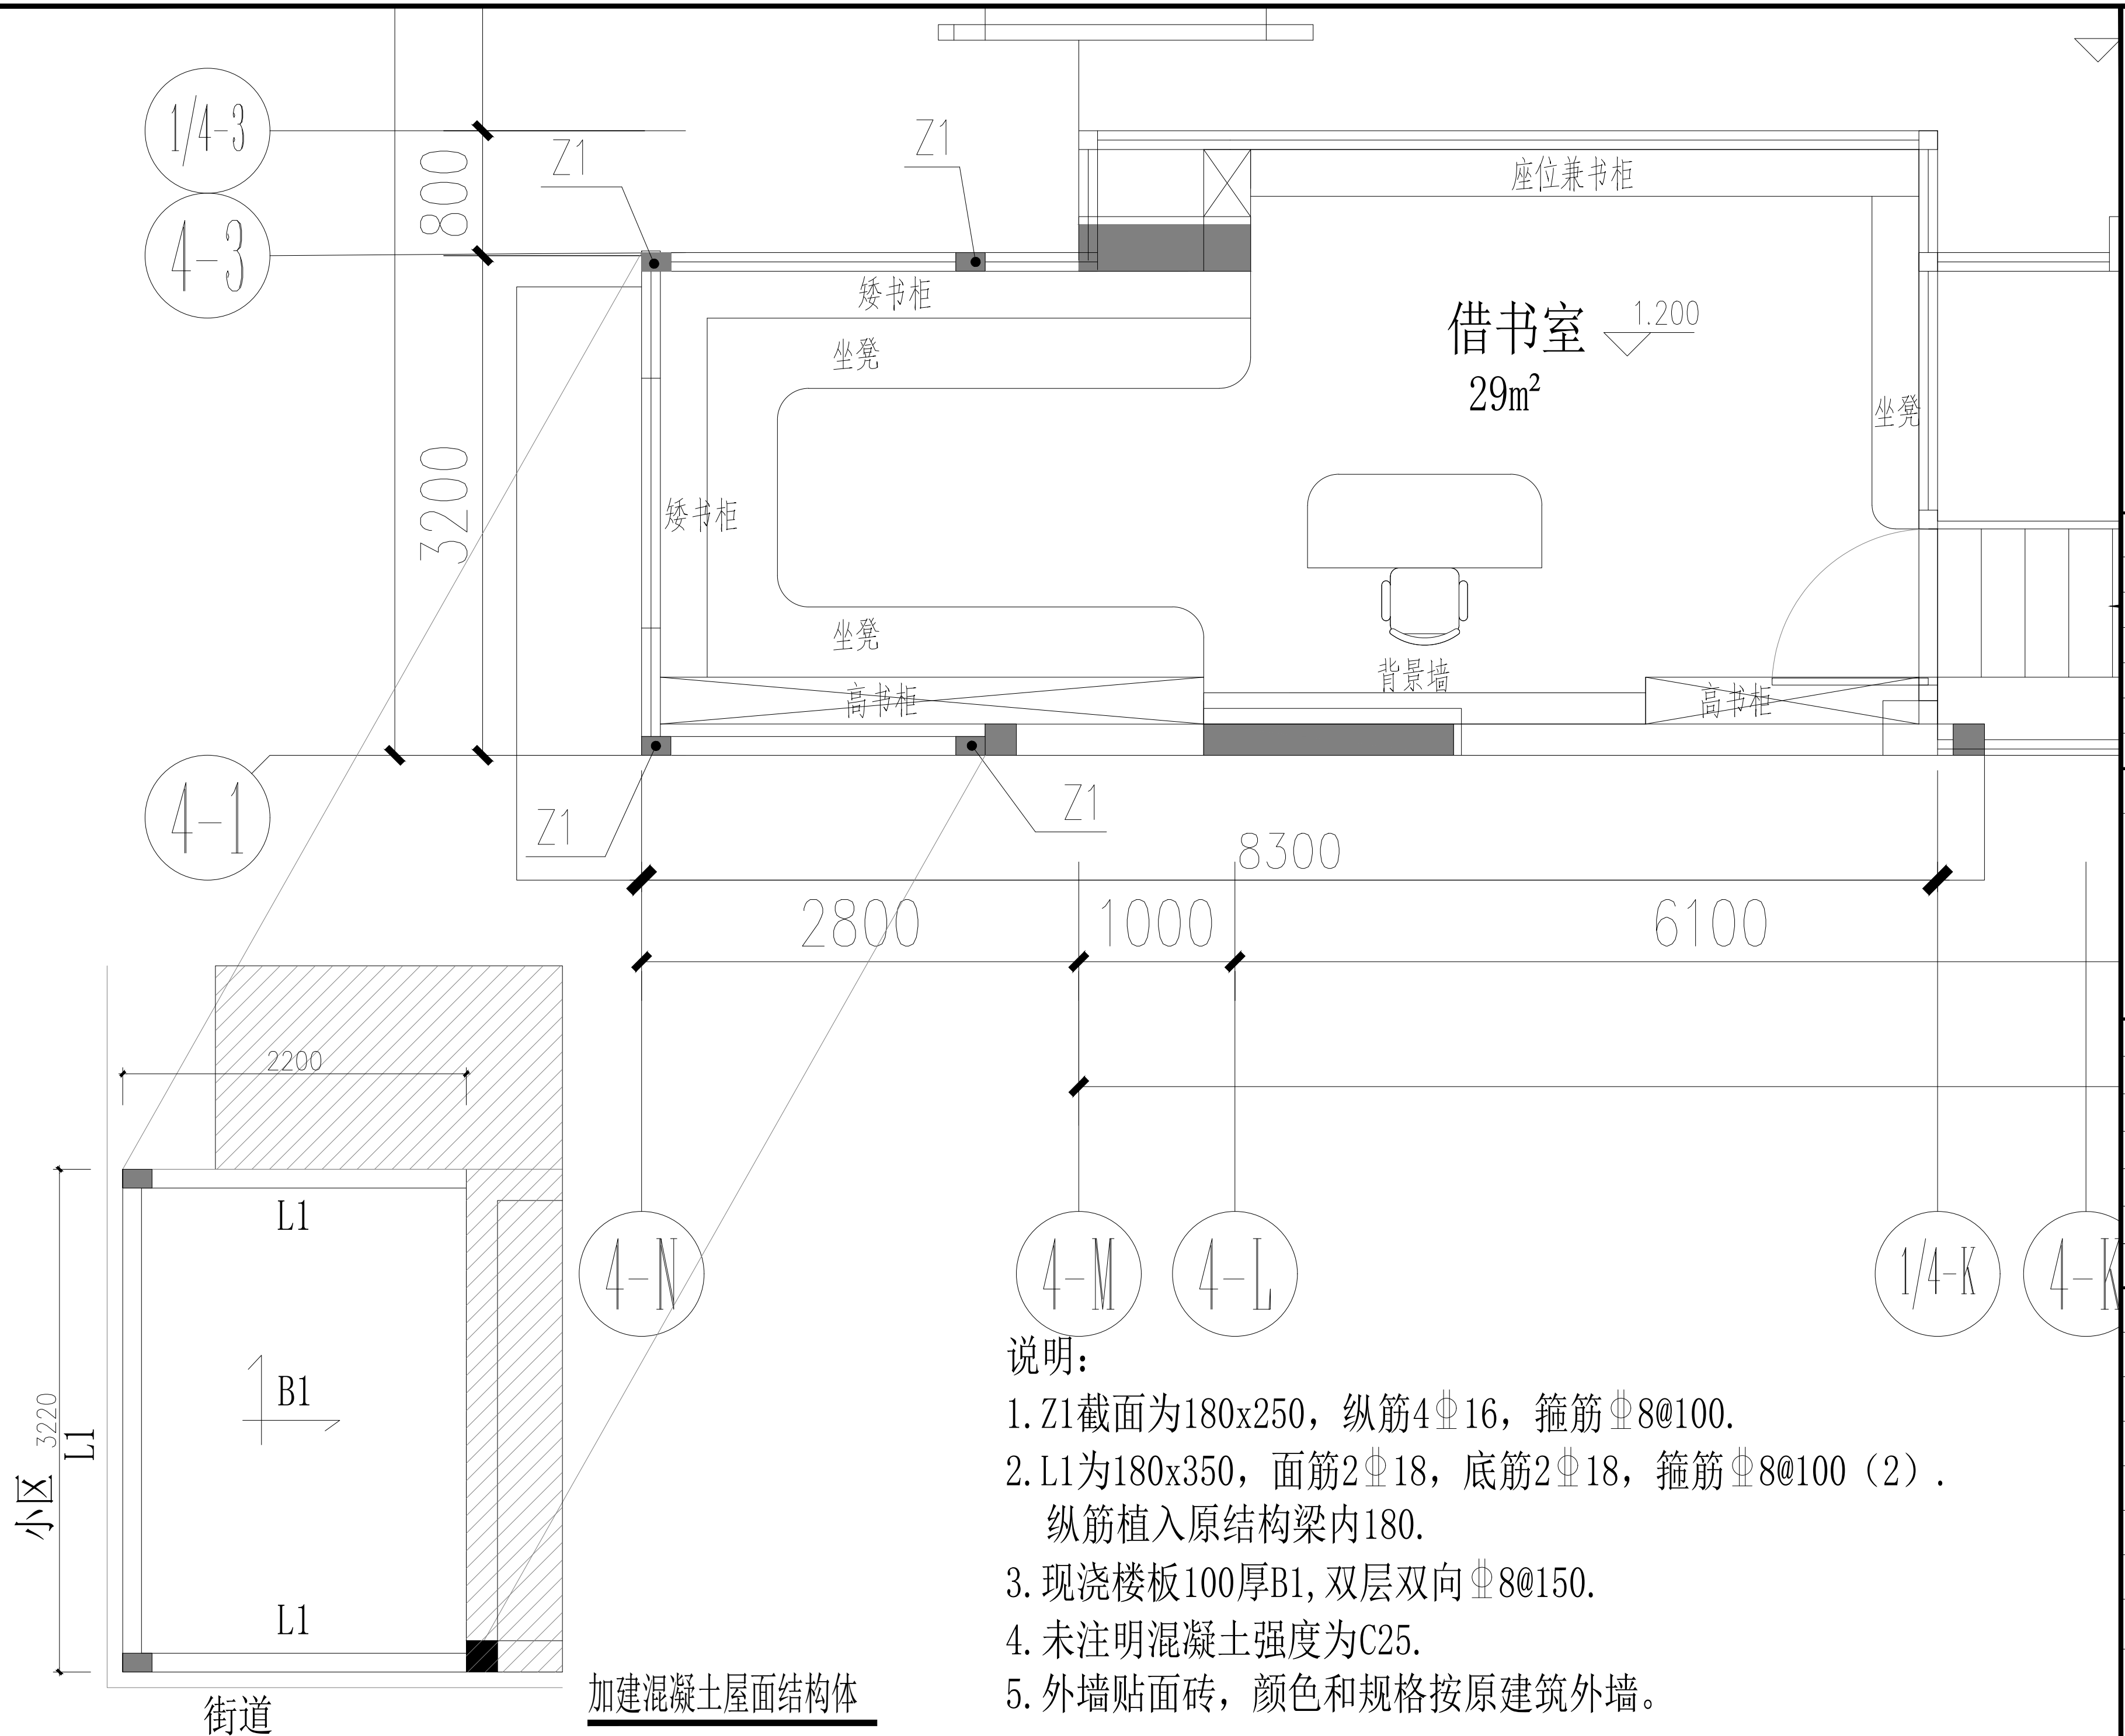 1/4-3
Z1
Z1
800
座位兼书柜
4-3
矮书柜
借书室
1.200
坐凳
29m²
坐凳
3200
矮书柜
坐凳
背景墙
高书柜
高书柜
4-1
Z1
Z1
8300
2800
1000
6100
2200
L1
4-N
4-M
4-L
1/4-K
4-K
B1
3220
L1
小区
L1
街道
加建混凝土屋面结构体
说明:
1.Z1截面为180x250，纵筋4⏀16，箍筋⏀8@100.
2.L1为180x350，面筋2⏀18，底筋2⏀18，箍筋⏀8@100（2）.
纵筋植入原结构梁内180.
3.现浇楼板100厚B1,双层双向⏀8@150.
4.未注明混凝土强度为C25.
5.外墙贴面砖，颜色和规格按原建筑外墙。